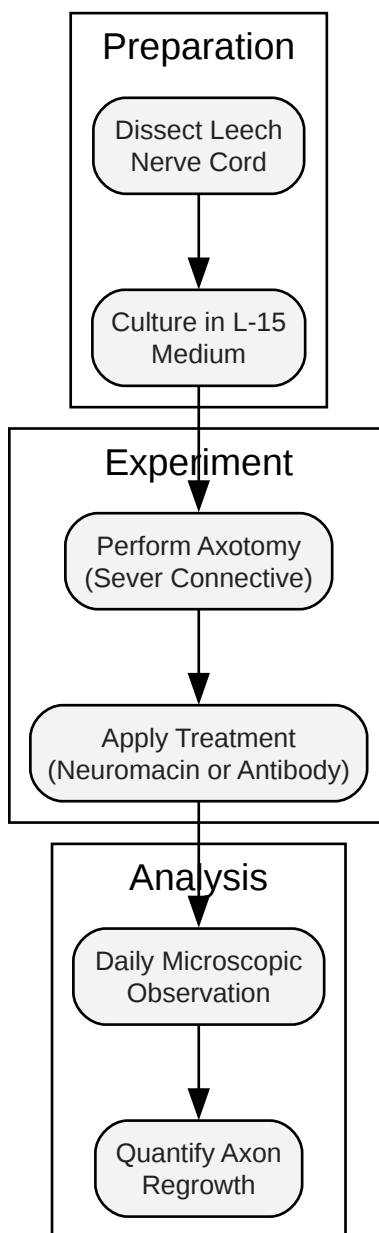 Preparation
Dissect Leech
Nerve Cord
Culture in L-15
Medium
Experiment
Perform Axotomy
(Sever Connective)
Apply Treatment
(Neuromacin or Antibody)
Analysis
Daily Microscopic
Observation
Quantify Axon
Regrowth